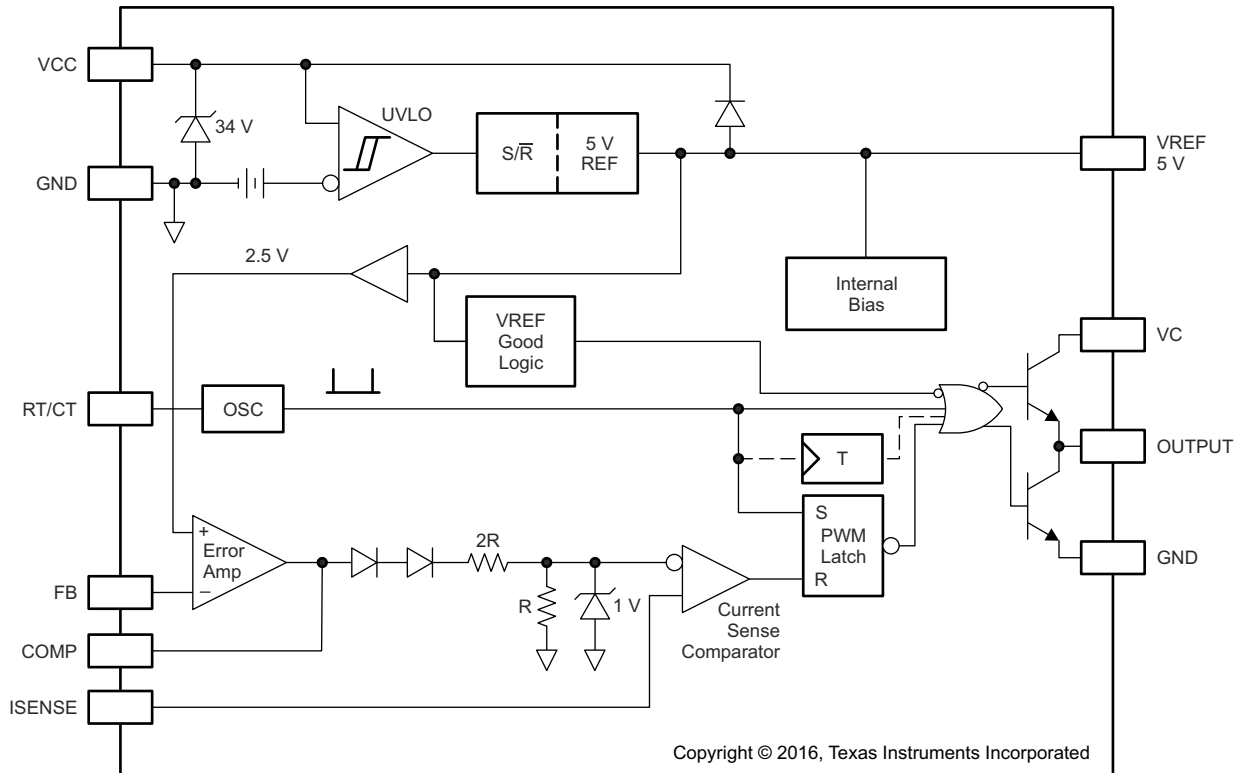 VCC
UVLO
34 V
S/R̅
5 V
REF
VREF
5 V
GND
2.5 V
Internal
Bias
VREF
Good
Logic
VC
RT/CT
OSC
OUTPUT
T
S
PWM
Latch
R
+
Error
Amp
−
2R
R
1 V
GND
FB
Current
Sense
Comparator
COMP
ISENSE
Copyright © 2016, Texas Instruments Incorporated